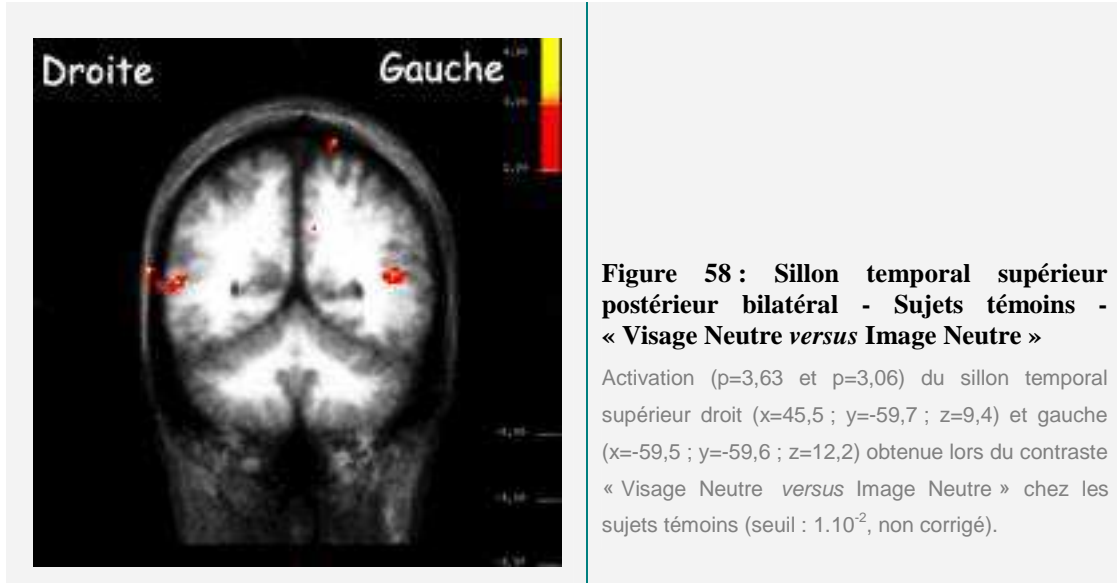 Droite Gauche
Figure 58 : Sillon temporal supérieur
postérieur bilatéral - Sujets témoins -
« Visage Neutre versus Image Neutre »
Activation (p=3,63 et p=3,06) du sillon temporal
supérieur droit (x=45,5 ; y=-59,7 ; z=9,4) et gauche
(x=-59,5 ; y=-59,6 ; z=12,2) obtenue lors du contraste
« Visage Neutre versus Image Neutre » chez les
sujets témoins (seuil : 1.10⁻², non corrigé).